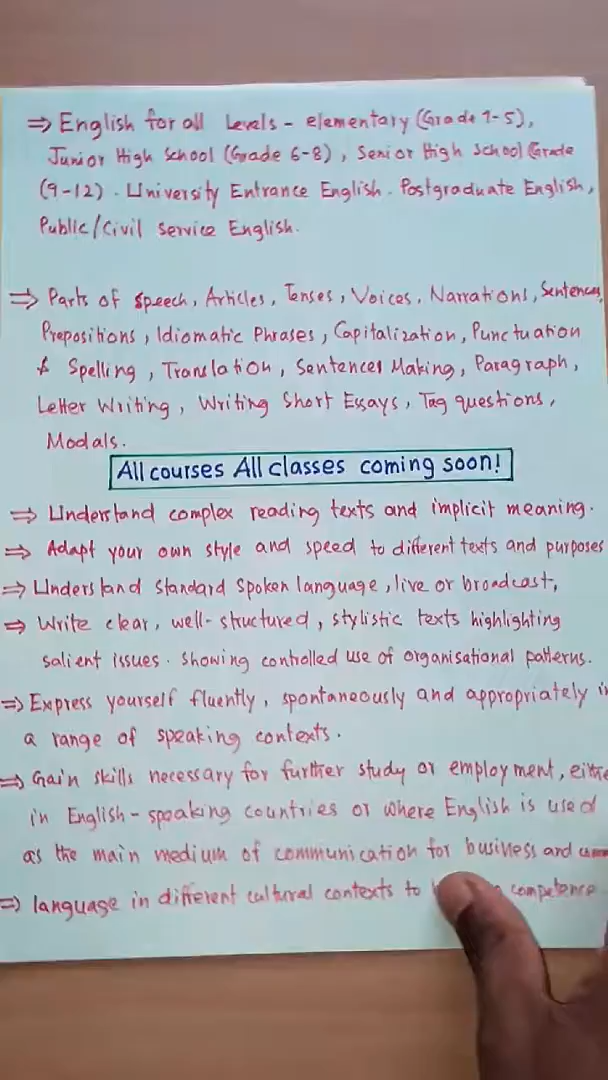 ⇒ English for all Levels - elementary (Grade 1-5),
Junior High School (Grade 6-8), Senior High School (Grade
(9-12). University Entrance English. Postgraduate English,
Public/Civil Service English.
⇒ Parts of speech, Articles, Tenses, Voices, Narrations, Sentences,
Prepositions, Idiomatic Phrases, Capitalization, Punctuation
& Spelling, Translation, Sentences Making, Paragraph,
Letter Writing, Writing Short Essays, Tag questions,
Modals.
All courses All classes coming soon!
⇒ Understand complex reading texts and implicit meaning.
⇒ Adapt your own style and speed to different texts and purposes
⇒ Understand standard spoken language, live or broadcast,
⇒ Write clear, well-structured, stylistic texts highlighting
salient issues. showing controlled use of organisational patterns.
⇒ Express yourself fluently, spontaneously and appropriately in
a range of speaking contexts.
⇒ Gain skills necessary for further study or employment, either
in English-speaking countries or where English is used
as the main medium of communication for business and
⇒ language in different cultural contexts to competence